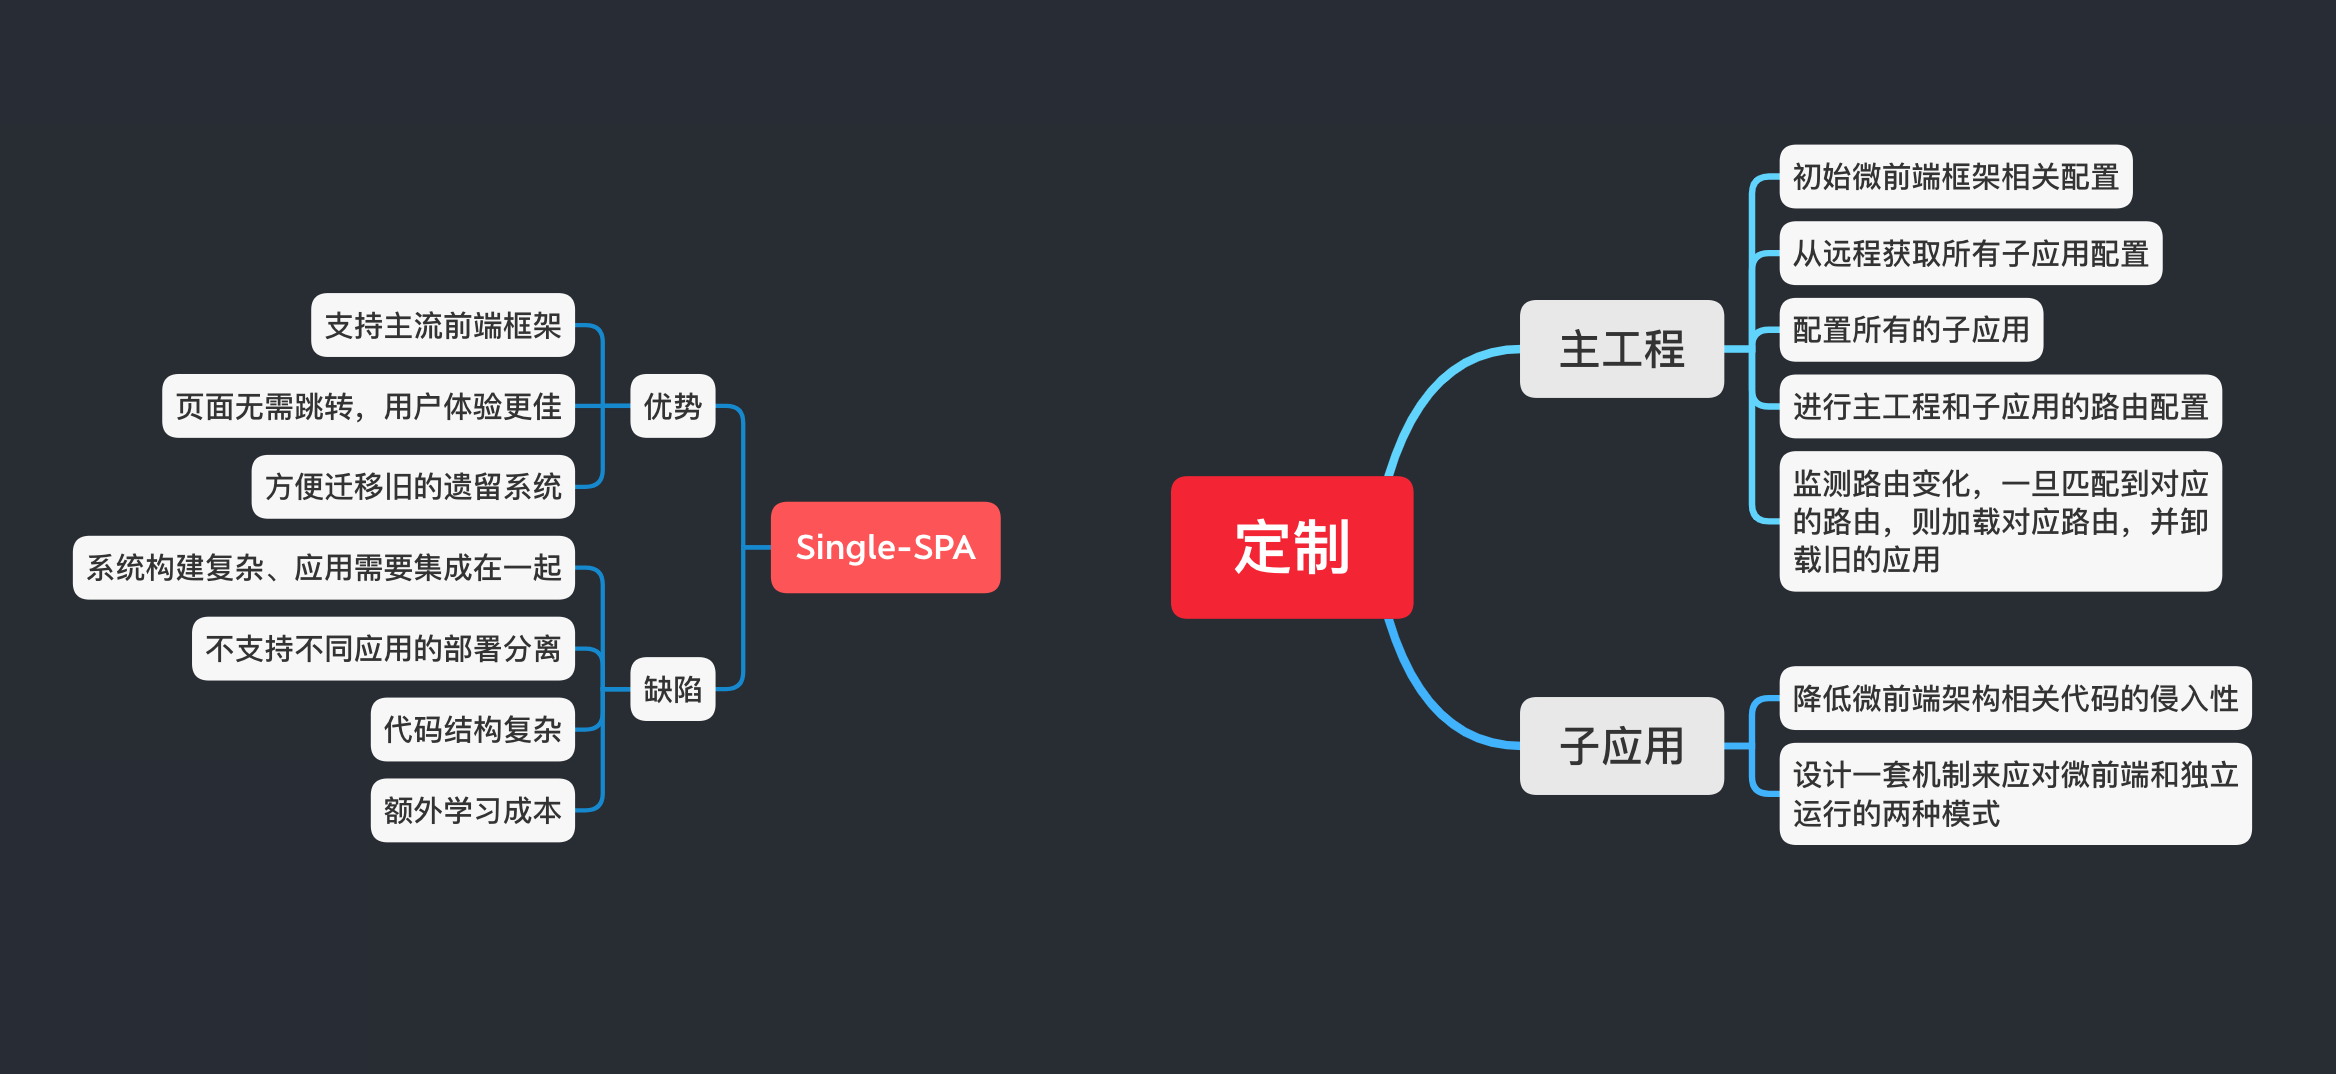 Single-SPA
优势
支持主流前端框架
页面无需跳转，用户体验更佳
方便迁移旧的遗留系统
缺陷
系统构建复杂、应用需要集成在一起
不支持不同应用的部署分离
代码结构复杂
额外学习成本
定制
主工程
初始微前端框架相关配置
从远程获取所有子应用配置
配置所有的子应用
进行主工程和子应用的路由配置
监测路由变化，一旦匹配到对应
的路由，则加载对应路由，并卸
载旧的应用
子应用
降低微前端架构相关代码的侵入性
设计一套机制来应对微前端和独立
运行的两种模式